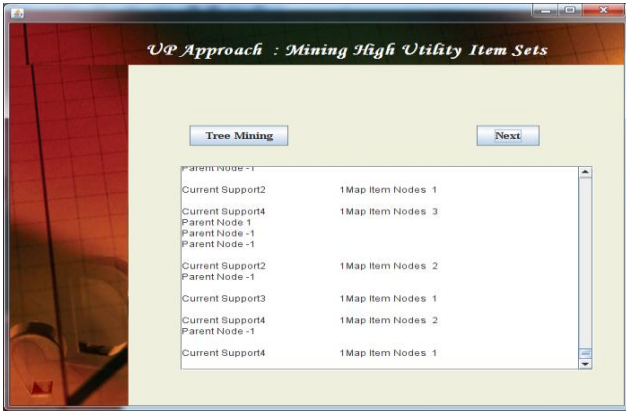 UP Approach : Mining High Utility Item Sets
Tree Mining
Next
Parent Node -1
Current Support2 1Map Item Nodes 1
Current Support4 1Map Item Nodes 3
Parent Node 1
Parent Node -1
Parent Node -1
Current Support2 1Map Item Nodes 2
Parent Node -1
Current Support3 1Map Item Nodes 1
Current Support4 1Map Item Nodes 2
Parent Node -1
Current Support4 1Map Item Nodes 1